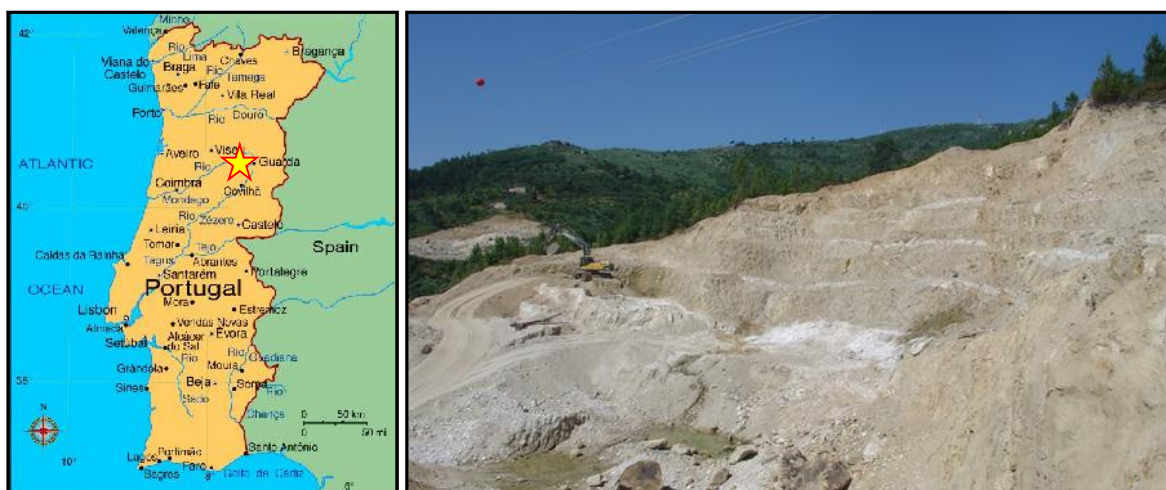 Minho
42°
Valença
Rio
Lima
Chaves
Bragança
Viana do
Castelo
Braga
Rio
Tamega
Guimarães
Fafe
Vila Real
Porto
Douro
Rio
ATLANTIC
Aveiro
Guarda
Rio
Coimbra
Mondego
40°
Rio
Zêzere
Castelo
Leiria
Tomar
Spain
Caldas da Rainha
Tejo
Abrantes
Tagus
Santarém
Portalegre
OCEAN
Portugal
Mora
Estremoz
Lisbon
Almada
Vendas Novas
Setubal
Alcácer
do Sal
Évora
Rio
Guadiana
Rio
Moura
Grândola
Beja
Serpa
Sines
Sado
Rio
Chança
N
0
50 km
0
50 mi
10°
Lagos
Portimão
Santo António
Sagres
Faro
8°
Golfo de Cádiz
6°